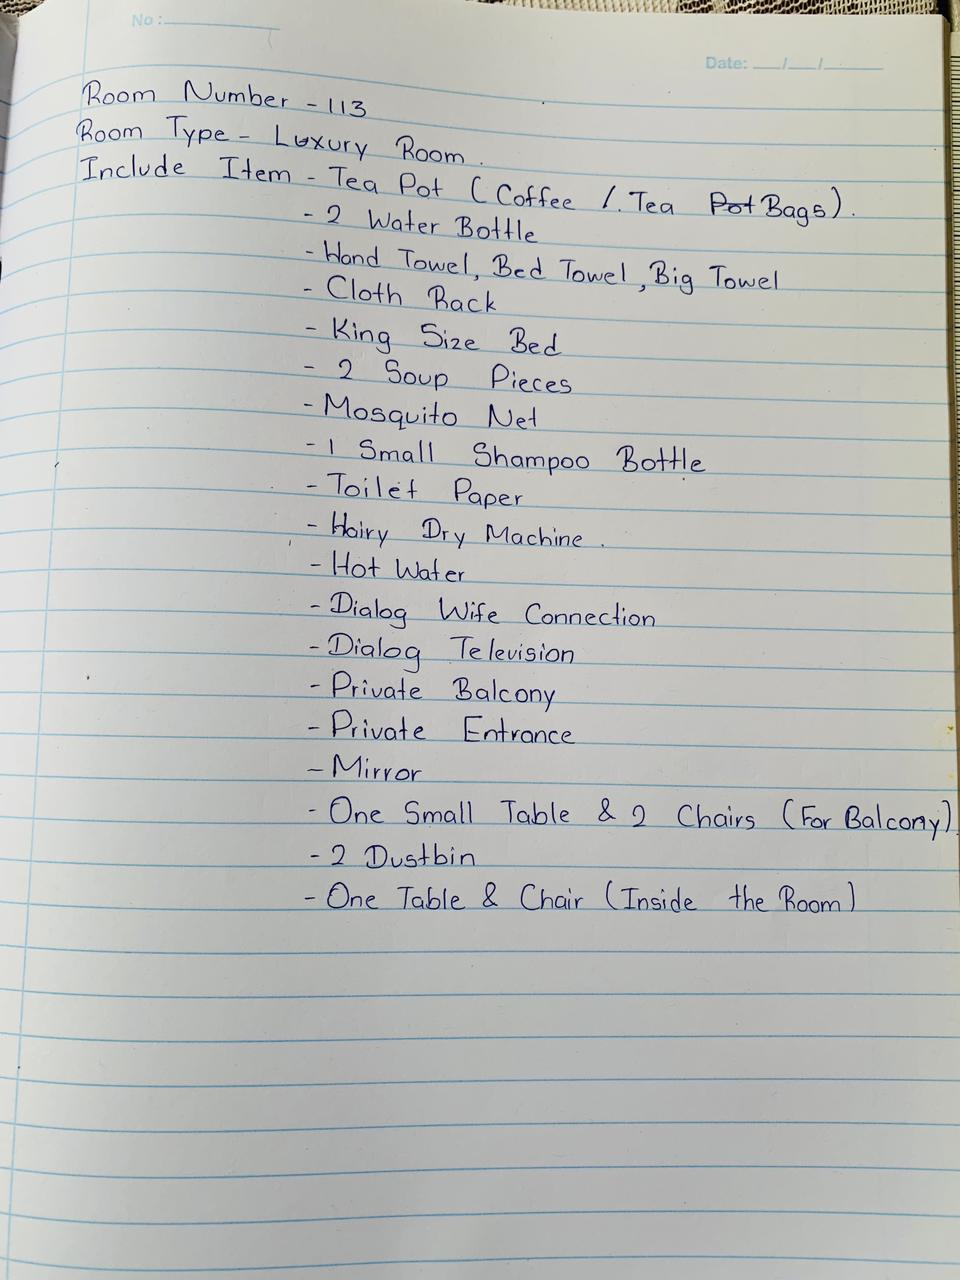 No :
Date: __/__/____
Room Number - 113
Room Type - Luxury Room.
Include Item - Tea Pot (Coffee /. Tea Pot Bags).
- 2 Water Bottle
- Hand Towel, Bed Towel, Big Towel
- Cloth Rack
- King Size Bed
- 2 Soup Pieces
- Mosquito Net
- 1 Small Shampoo Bottle
- Toilet Paper
- Hairy Dry Machine.
- Hot Water
- Dialog Wife Connection
- Dialog Television
- Private Balcony
- Private Entrance
- Mirror
- One Small Table & 2 Chairs (For Balcony)
- 2 Dustbin
- One Table & Chair (Inside the Room)